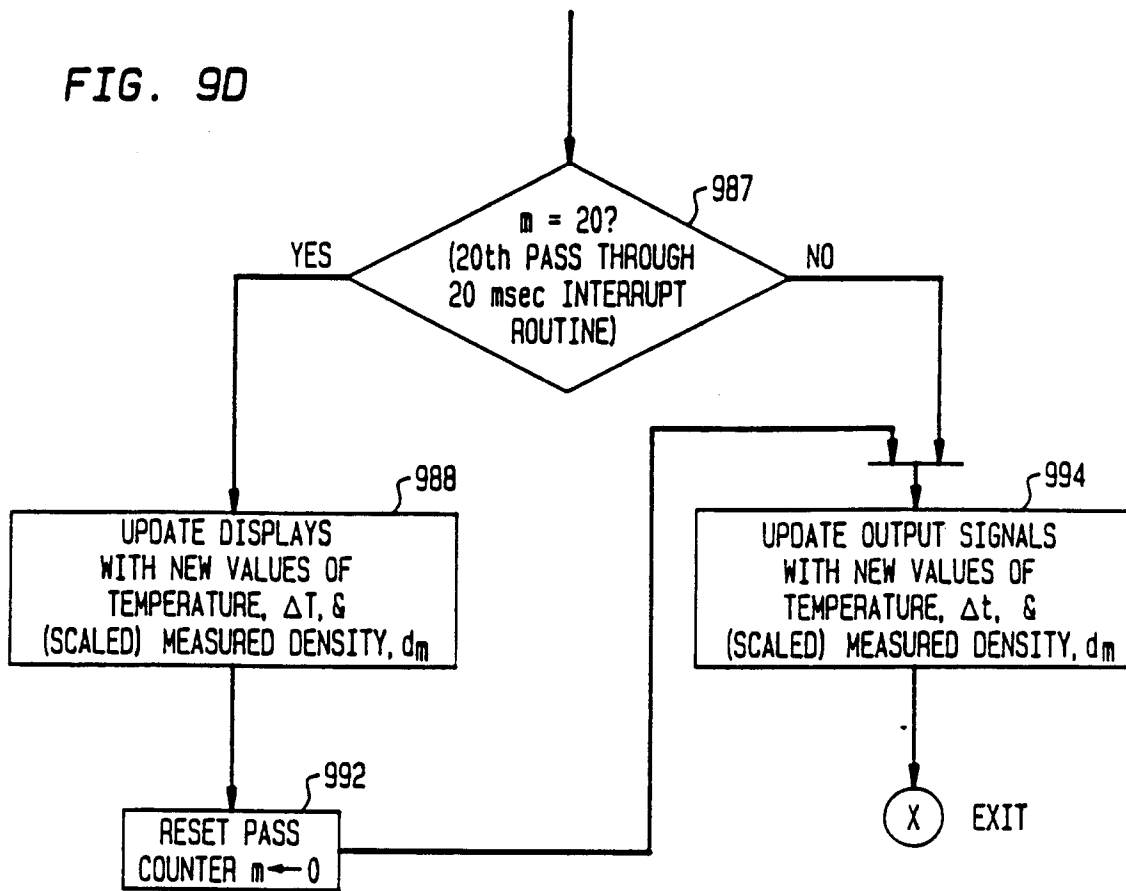 FIG. 9D
987
m = 20?
(20th PASS THROUGH
20 msec INTERRUPT
ROUTINE)
YES
NO
988
UPDATE DISPLAYS
WITH NEW VALUES OF
TEMPERATURE, ΔT, &
(SCALED) MEASURED DENSITY, dm
994
UPDATE OUTPUT SIGNALS
WITH NEW VALUES OF
TEMPERATURE, Δt, &
(SCALED) MEASURED DENSITY, dm
992
RESET PASS
COUNTER m←0
X EXIT